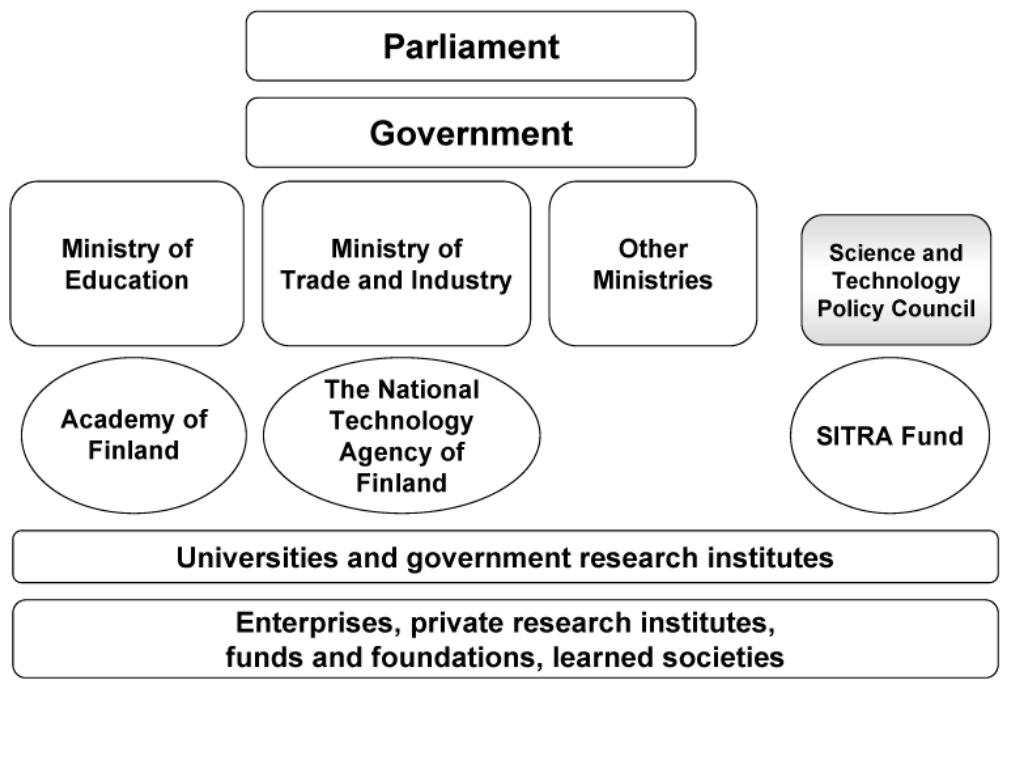 Parliament
Government
Ministry of
Education
Ministry of
Trade and Industry
Other
Ministries
Science and
Technology
Policy Council
Academy of
Finland
The National
Technology
Agency of
Finland
SITRA Fund
Universities and government research institutes
Enterprises, private research institutes,
funds and foundations, learned societies